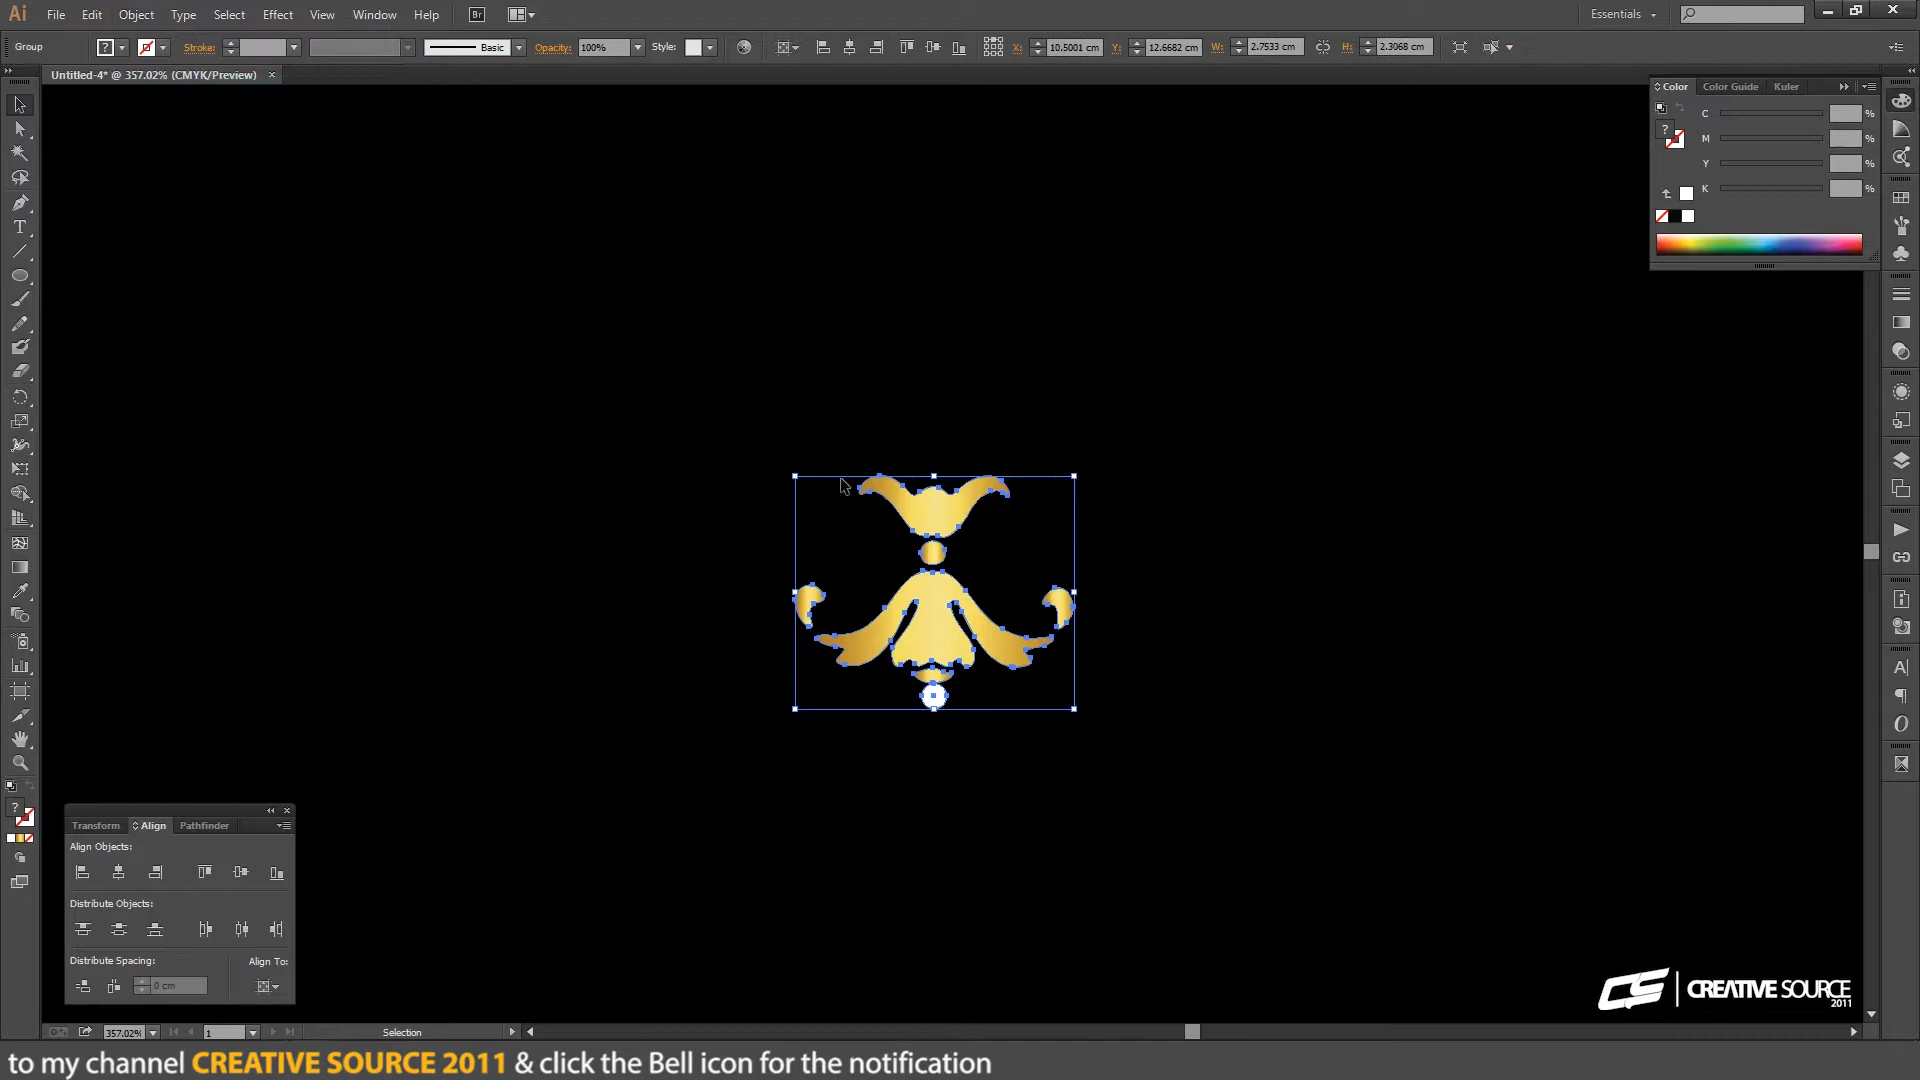 Ai File Edit Object Type Select Effect View Window Help Br Essentials
Group ? Stroke: Basic Opacity: 100% Style: X: 10.5001 cm Y: 12.6682 cm W: 2.7533 cm H: 2.3068 cm
Untitled-4* @ 357.02% (CMYK/Preview) ×
Color Color Guide Kuler
C %
? M %
Y %
K %
T
?
Transform Align Pathfinder
Align Objects:
Distribute Objects:
Distribute Spacing: Align To:
0 cm
CS CREATIVE SOURCE
2011
357.02% 1 Selection
to my channel CREATIVE SOURCE 2011 & click the Bell icon for the notification